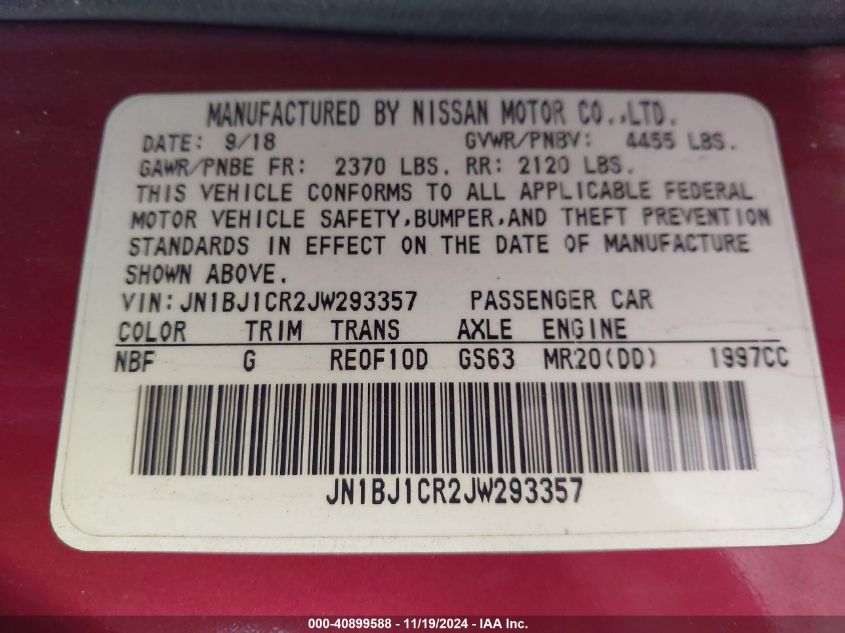 MANUFACTURED BY NISSAN MOTOR CO.,LTD.
DATE: 9/18 GVWR/PNBV: 4455 LBS.
GAWR/PNBE FR: 2370 LBS. RR: 2120 LBS.
THIS VEHICLE CONFORMS TO ALL APPLICABLE FEDERAL
MOTOR VEHICLE SAFETY,BUMPER,AND THEFT PREVENTION
STANDARDS IN EFFECT ON THE DATE OF MANUFACTURE
SHOWN ABOVE.
VIN:JN1BJ1CR2JW293357 PASSENGER CAR
COLOR TRIM TRANS AXLE ENGINE
NBF G RE0F10D GS63 MR20(DD) 1997CC
JN1BJ1CR2JW293357
000-40899588 - 11/19/2024 - IAA Inc.